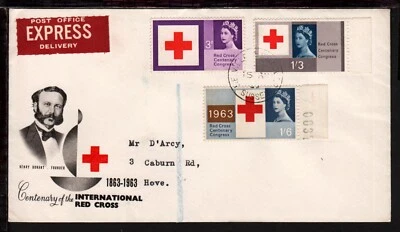 POST OFFICE
EXPRESS
DELIVERY
3
Red Cross
Centenary
Congress
Red Cross
Centenary
Congress
1'3
1963
Red Cross
Centenary
Congress
1'6
HENRY DUNANT FOUNDER
Mr D'Arcy,
3 Caburn Rd,
1863-1963 Hove.
Centenary of the INTERNATIONAL
RED CROSS